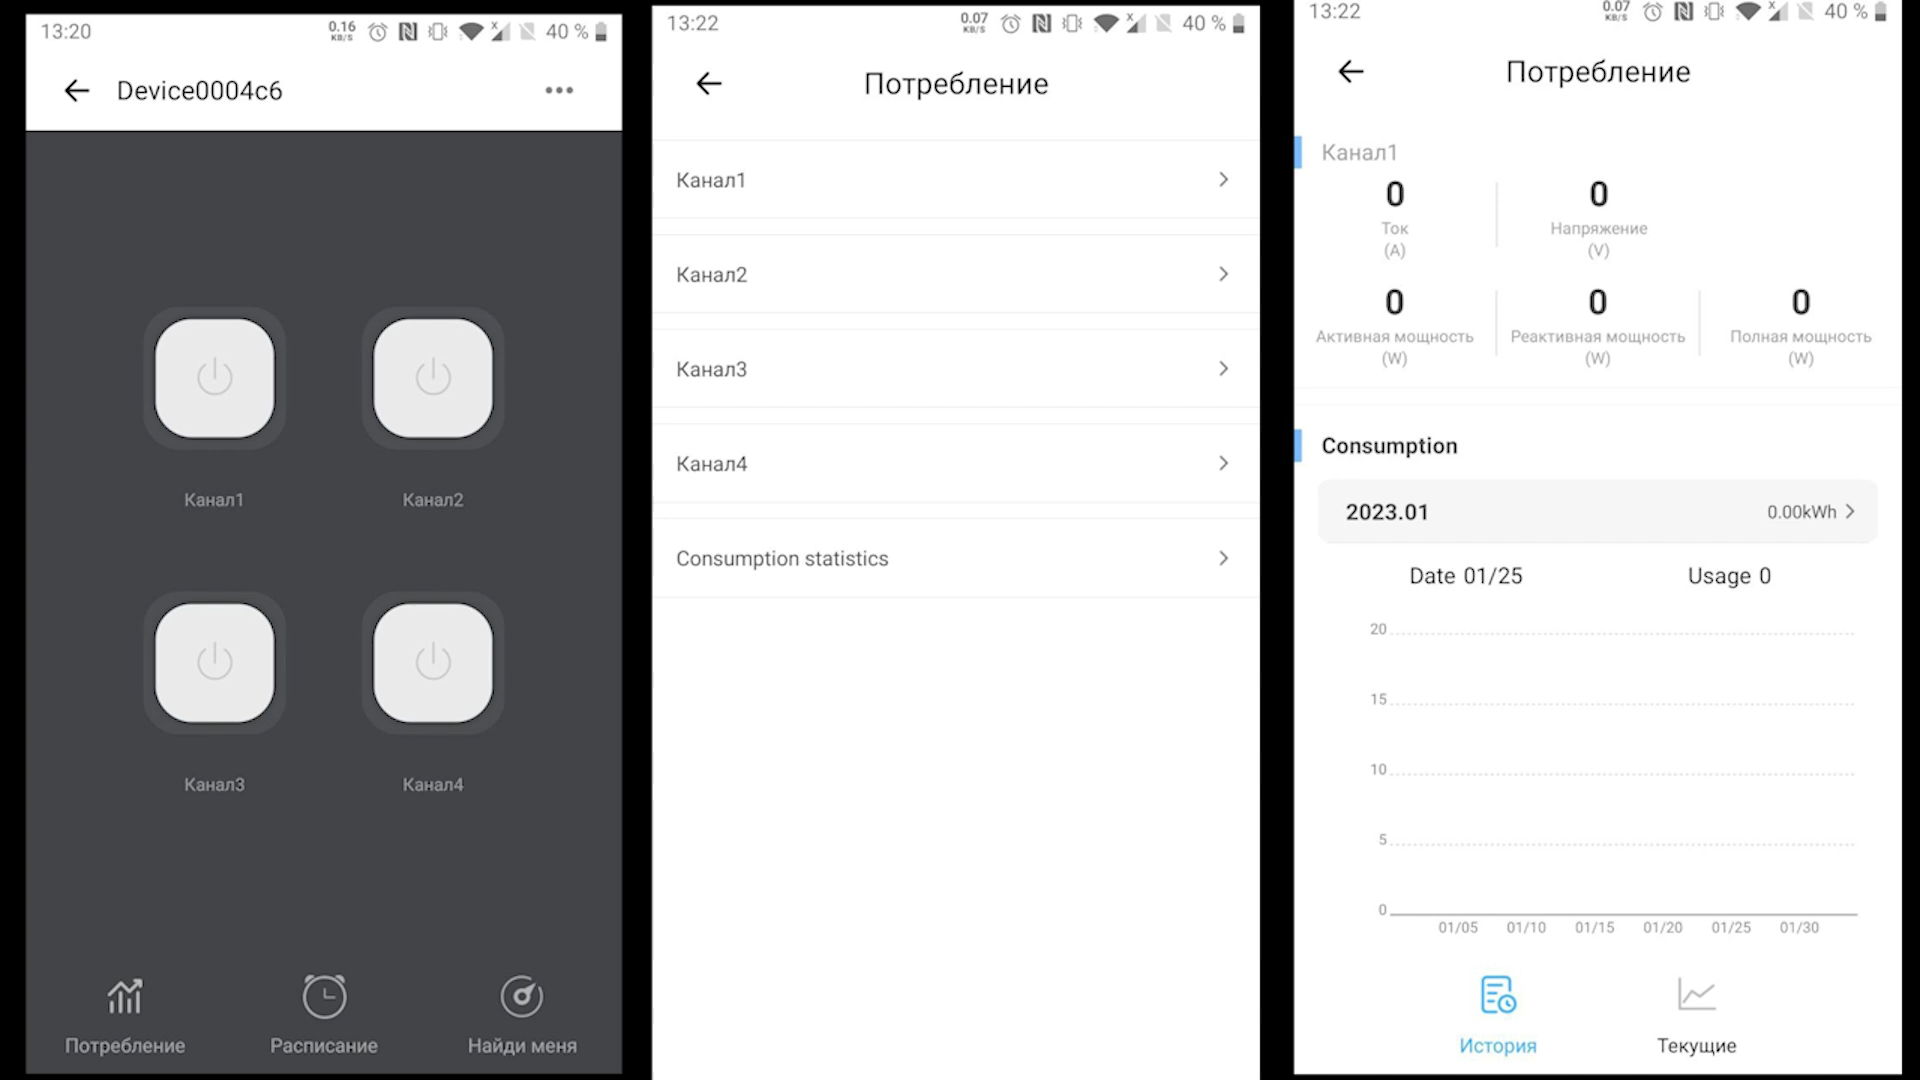 13:20
0.16
KB/S
40 %
Device0004c6
Канал1
Канал2
Канал3
Канал4
Потребление
Расписание
Найди меня
13:22
0.07
KB/S
40 %
Потребление
Канал1
Канал2
Канал3
Канал4
Consumption statistics
13:22
0.07
KB/S
40 %
Потребление
Канал1
0
0
Ток
Напряжение
(A)
(V)
0
0
0
Активная мощность
Реактивная мощность
Полная мощность
(W)
(W)
(W)
Consumption
2023.01
0.00kWh
Date 01/25
Usage 0
20
15
10
5
0
01/05
01/10
01/15
01/20
01/25
01/30
История
Текущие